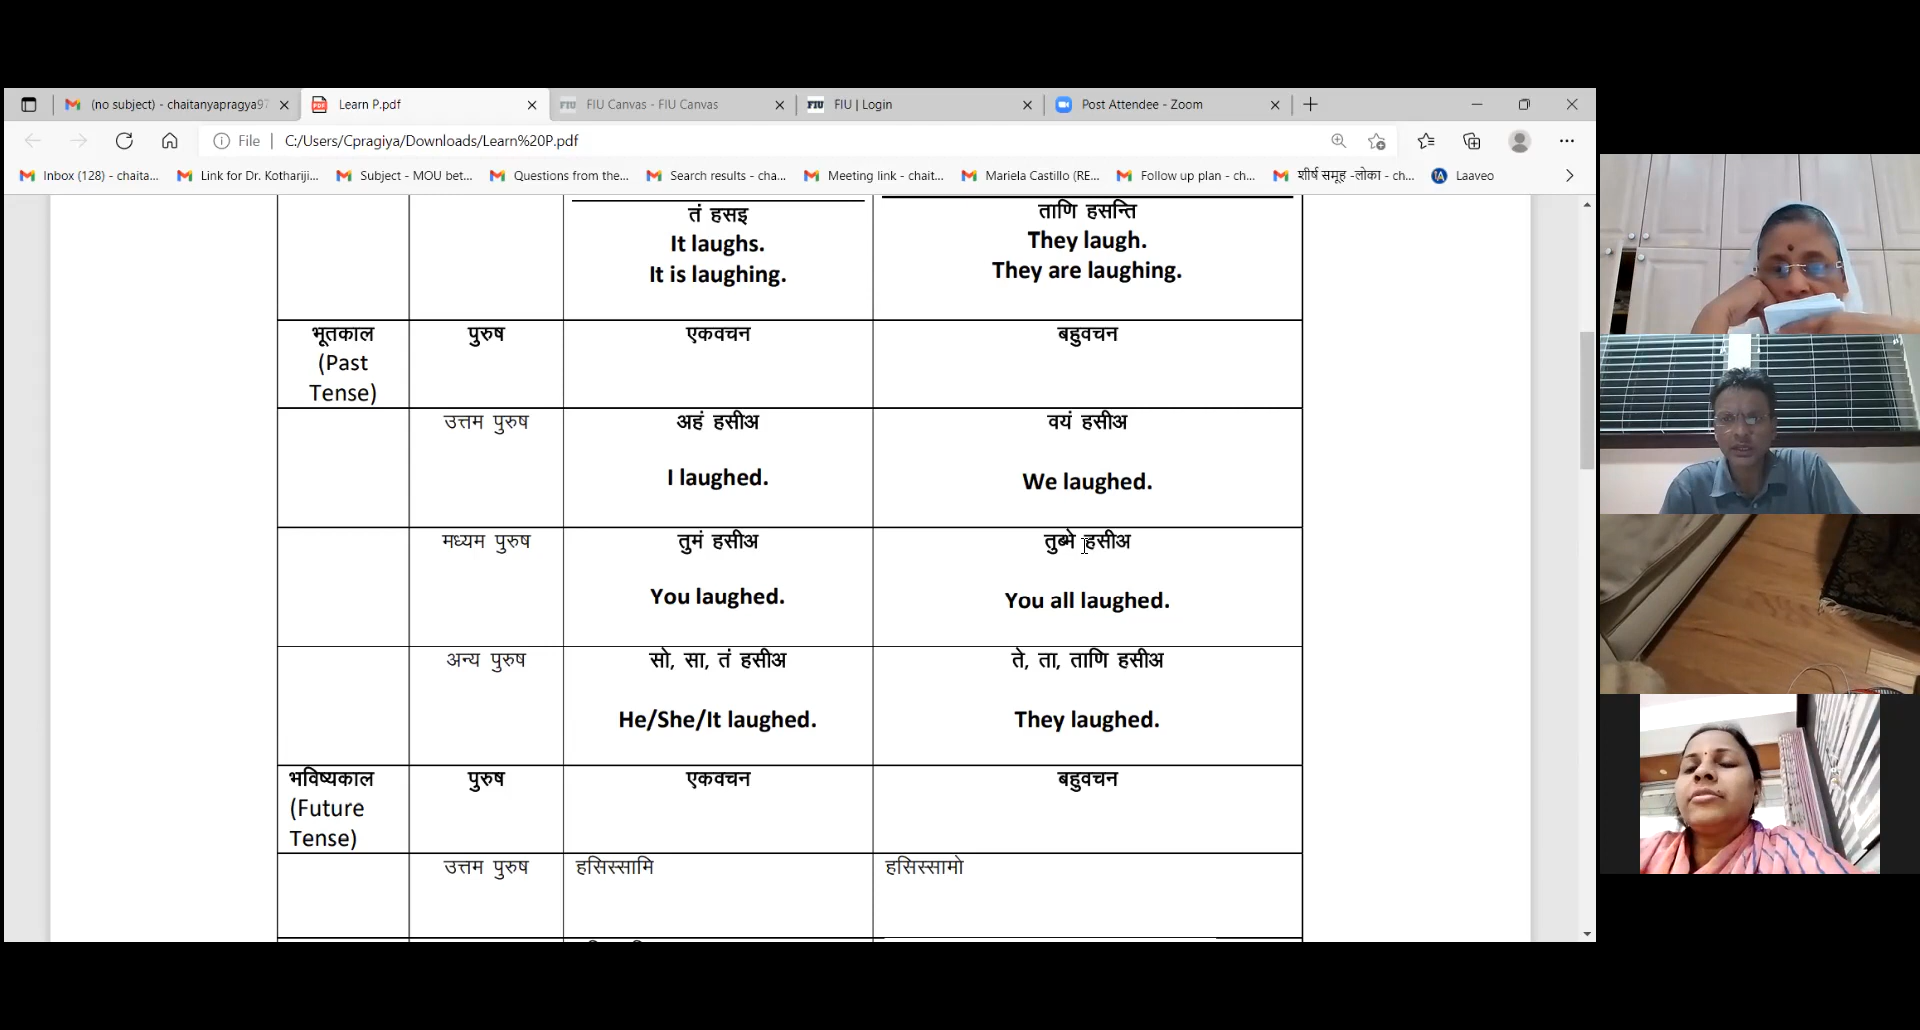 (no subject) - chaitanyapragya97
Learn P.pdf
FIU Canvas - FIU Canvas
FIU | Login
Post Attendee - Zoom
File
C:/Users/Cpragiya/Downloads/Learn%20P.pdf
Inbox (128) - chaita...
Link for Dr. Kothariji...
Subject - MOU bet...
Questions from the...
Search results - cha...
Meeting link - chait...
Mariela Castillo (RE...
Follow up plan - ch...
शीर्ष समूह -लोका - ch...
Laaveo
तं हसइ
It laughs.
It is laughing.
ताणि हसन्ति
They laugh.
They are laughing.
भूतकाल
(Past
Tense)
पुरुष
एकवचन
बहुवचन
उत्तम पुरुष
अहं हसीअ
I laughed.
वयं हसीअ
We laughed.
मध्यम पुरुष
तुमं हसीअ
You laughed.
तुब्भे हसीअ
You all laughed.
अन्य पुरुष
सो, सा, तं हसीअ
He/She/It laughed.
ते, ता, ताणि हसीअ
They laughed.
भविष्यकाल
(Future
Tense)
पुरुष
एकवचन
बहुवचन
उत्तम पुरुष
हसिस्सामि
हसिस्सामो